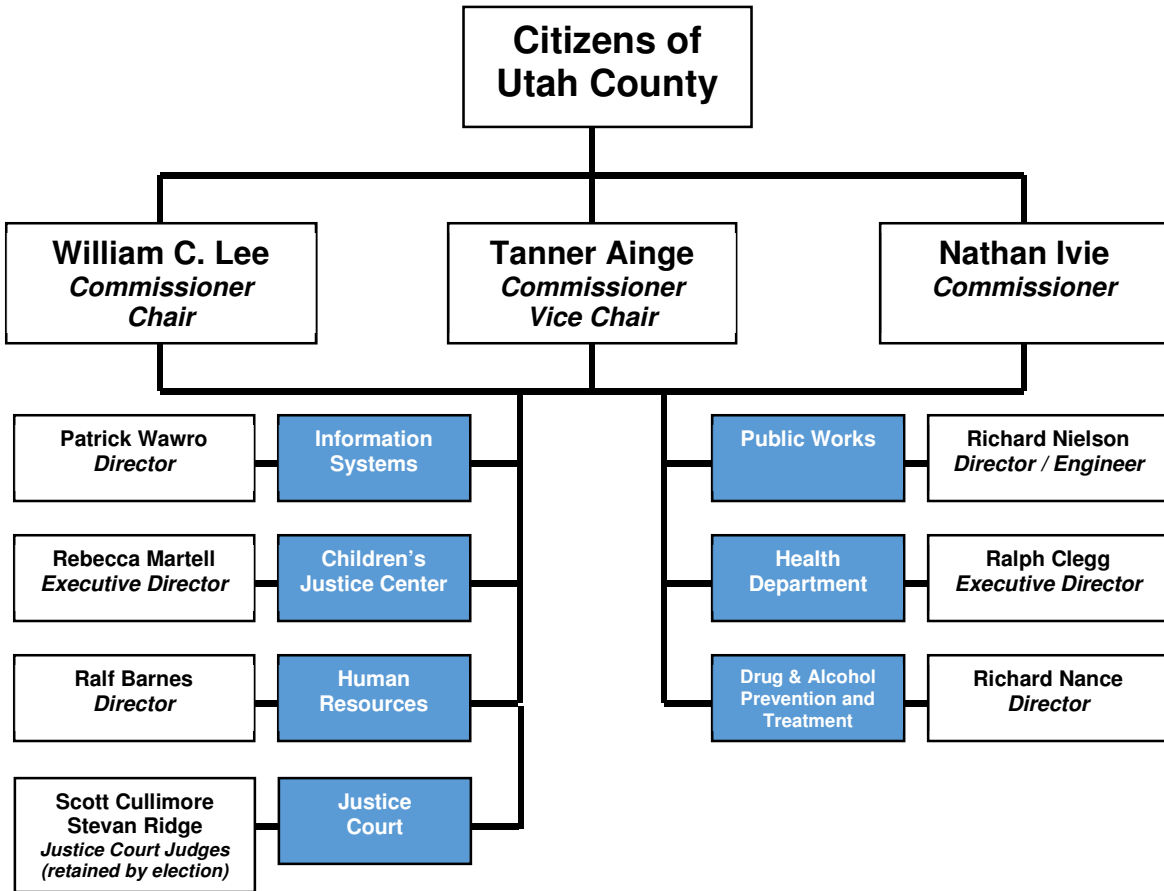 Citizens of
Utah County
William C. Lee
Commissioner
Chair
Tanner Ainge
Commissioner
Vice Chair
Nathan Ivie
Commissioner
Patrick Wawro
Director
Information
Systems
Public Works
Richard Nielson
Director / Engineer
Rebecca Martell
Executive Director
Children's
Justice Center
Health
Department
Ralph Clegg
Executive Director
Ralf Barnes
Director
Human
Resources
Drug & Alcohol
Prevention and
Treatment
Richard Nance
Director
Scott Cullimore
Stevan Ridge
Justice Court Judges
(retained by election)
Justice
Court